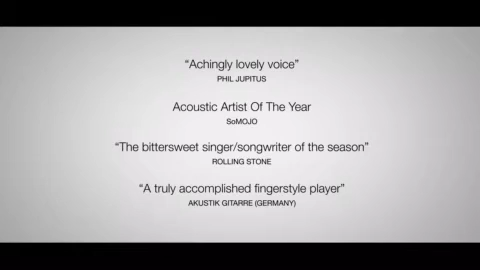 “Achingly lovely voice”
PHIL JUPITUS
Acoustic Artist Of The Year
SoMOJO
“The bittersweet singer/songwriter of the season”
ROLLING STONE
“A truly accomplished fingerstyle player”
AKUSTIK GITARRE (GERMANY)